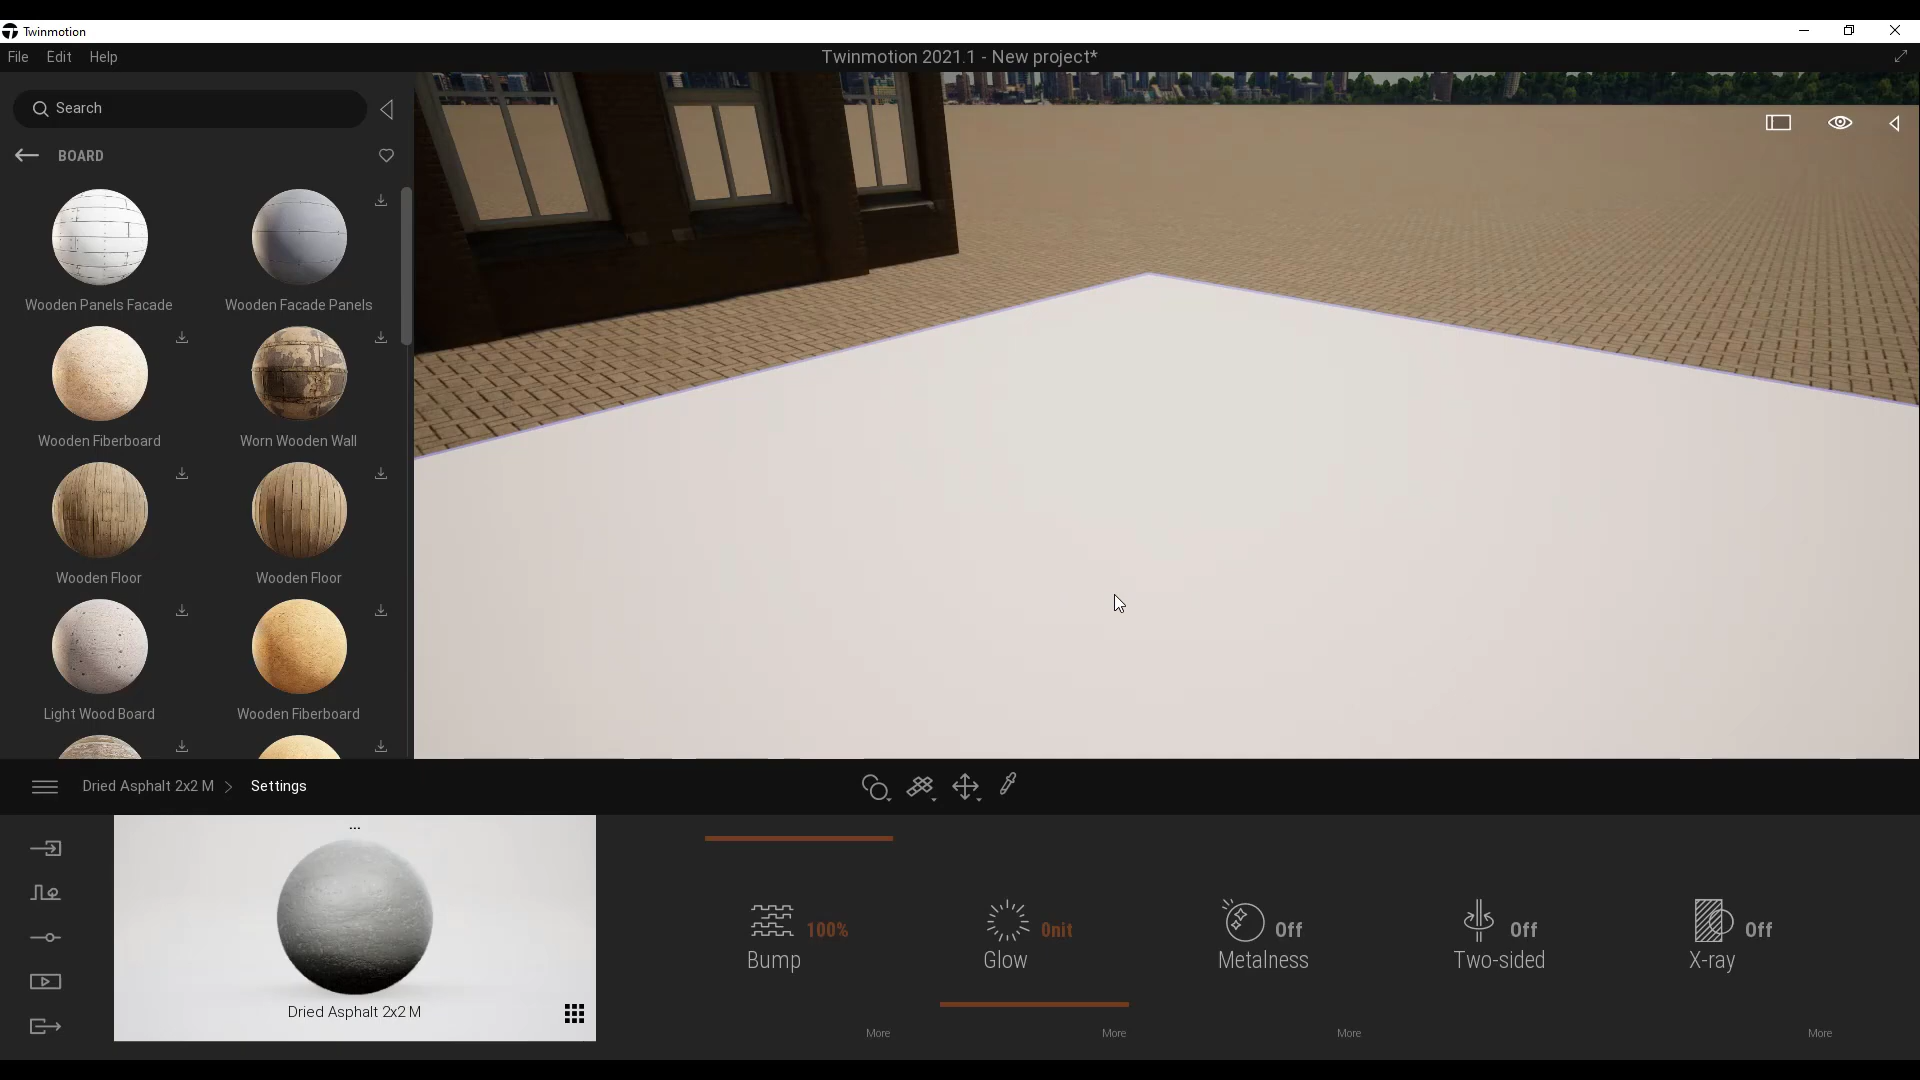 Twinmotion
File Edit Help
Twinmotion 2021.1 - New project*
Search
BOARD
Wooden Panels Facade
Wooden Facade Panels
Wooden Fiberboard
Worn Wooden Wall
Wooden Floor
Wooden Floor
Light Wood Board
Wooden Fiberboard
Dried Asphalt 2x2 M > Settings
...
Dried Asphalt 2x2 M
100%
Bump
0nit
Glow
Off
Metalness
Off
Two-sided
Off
X-ray
More
More
More
More